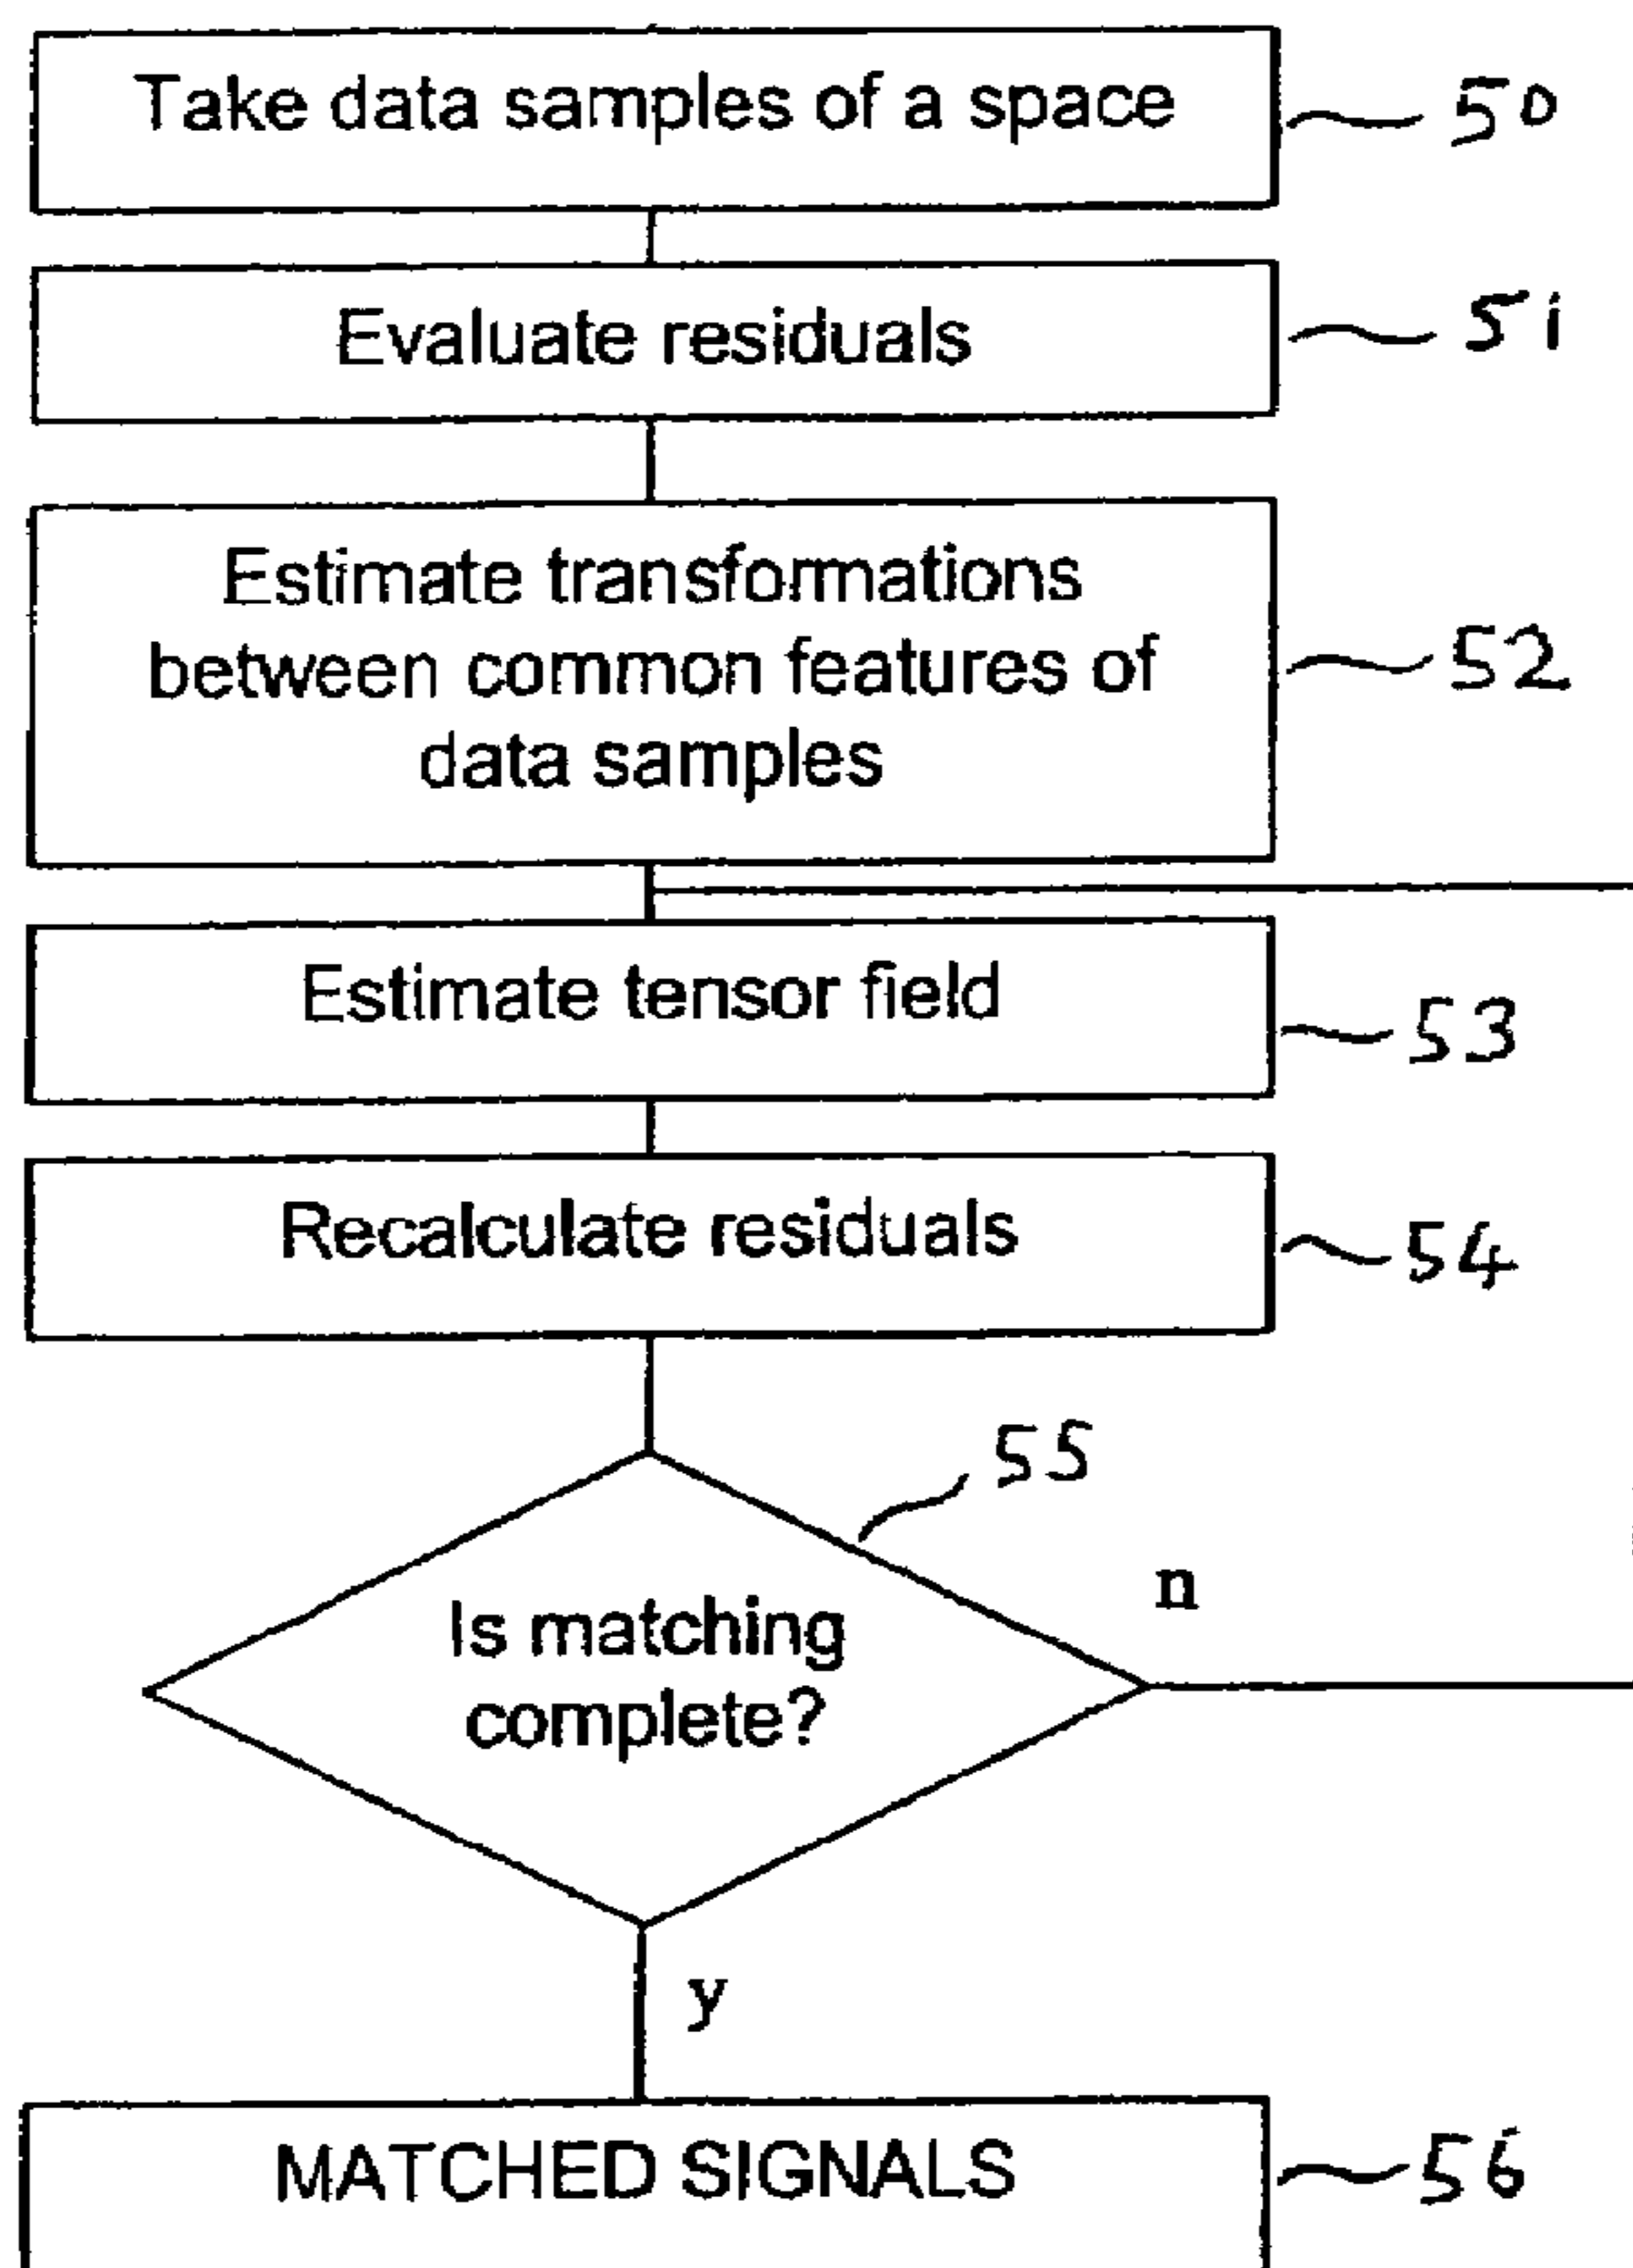 Take data samples of a space
50
Evaluate residuals
51
Estimate transformations
between common features of
data samples
52
Estimate tensor field
53
Recalculate residuals
54
55
n
Is matching
complete?
y
MATCHED SIGNALS
56